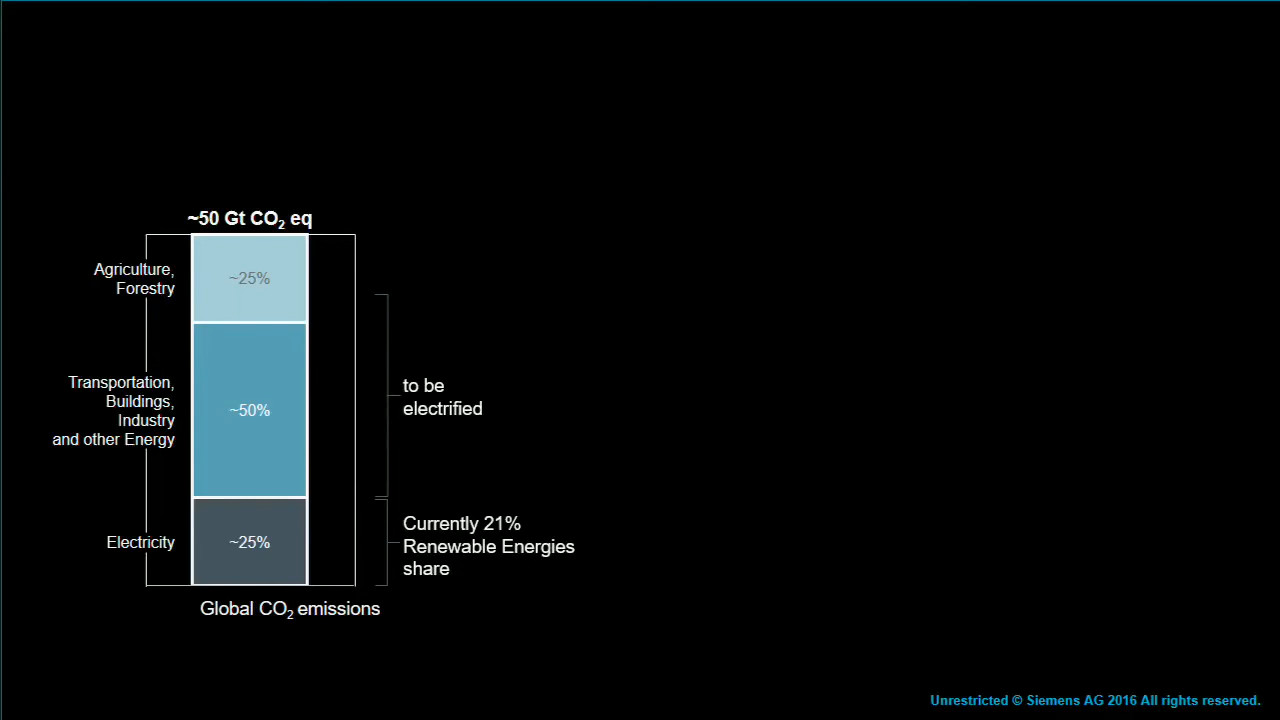 ~50 Gt CO₂ eq
Agriculture,
Forestry
~25%
Transportation,
Buildings,
Industry
and other Energy
~50%
to be
electrified
Electricity
~25%
Currently 21%
Renewable Energies
share
Global CO₂ emissions
Unrestricted © Siemens AG 2016 All rights reserved.